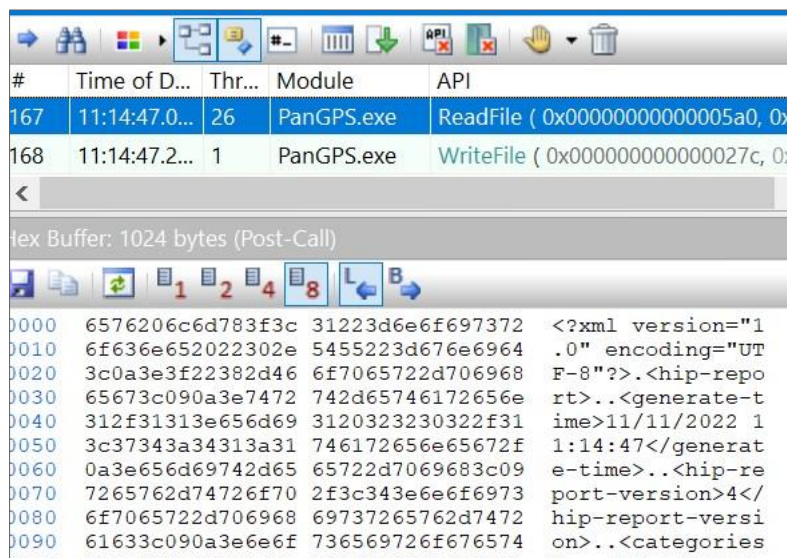 # Time of D... Thr... Module API
167 11:14:47.0... 26 PanGPS.exe ReadFile ( 0x00000000000005a0, 0x
168 11:14:47.2... 1 PanGPS.exe WriteFile ( 0x000000000000027c, 0x
Hex Buffer: 1024 bytes (Post-Call)
1 2 4 8 L B
0000 6576206c6d783f3c 31223d6e6f697372 <?xml version="1
0010 6f636e652022302e 5455223d676e6964 .0" encoding="UT
0020 3c0a3e3f22382d46 6f7065722d706968 F-8"?>.<hip-repo
0030 65673c090a3e7472 742d65746172656e rt>..<generate-t
0040 312f31313e656d69 3120323230322f31 ime>11/11/2022 1
0050 3c37343a34313a31 746172656e65672f 1:14:47</generat
0060 0a3e656d69742d65 65722d7069683c09 e-time>..<hip-re
0070 7265762d74726f70 2f3c343e6e6f6973 port-version>4</
0080 6f7065722d706968 69737265762d7472 hip-report-versi
0090 61633c090a3e6e6f 736569726f676574 on>..<categories